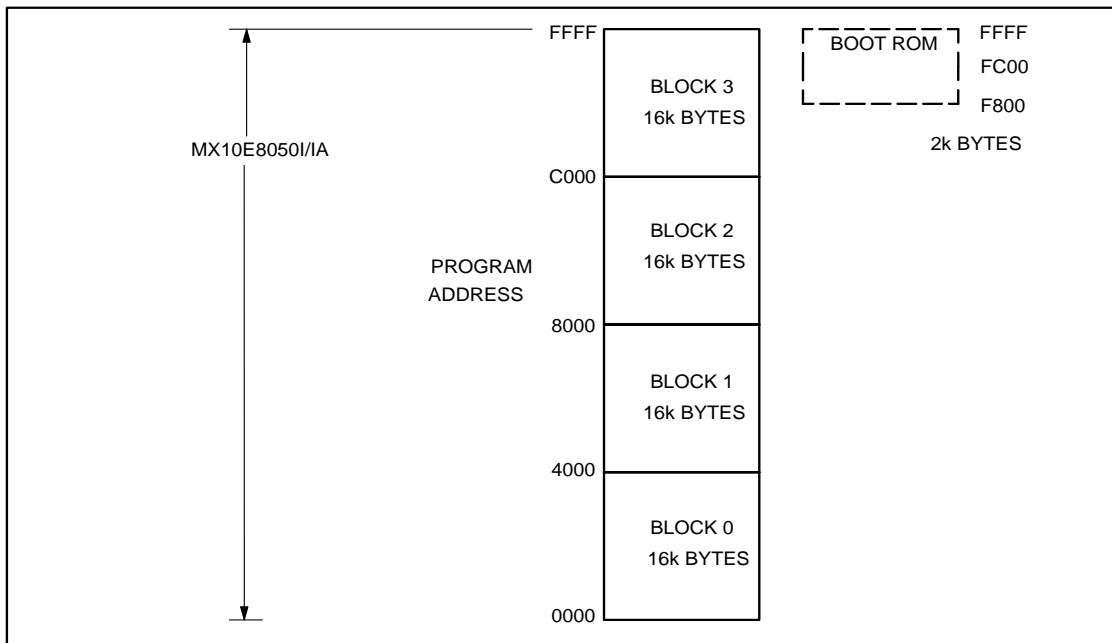 FFFF
BOOT ROM
FFFF
FC00
F800
2k BYTES
BLOCK 3
16k BYTES
MX10E8050I/IA
C000
BLOCK 2
16k BYTES
PROGRAM
ADDRESS
8000
BLOCK 1
16k BYTES
4000
BLOCK 0
16k BYTES
0000